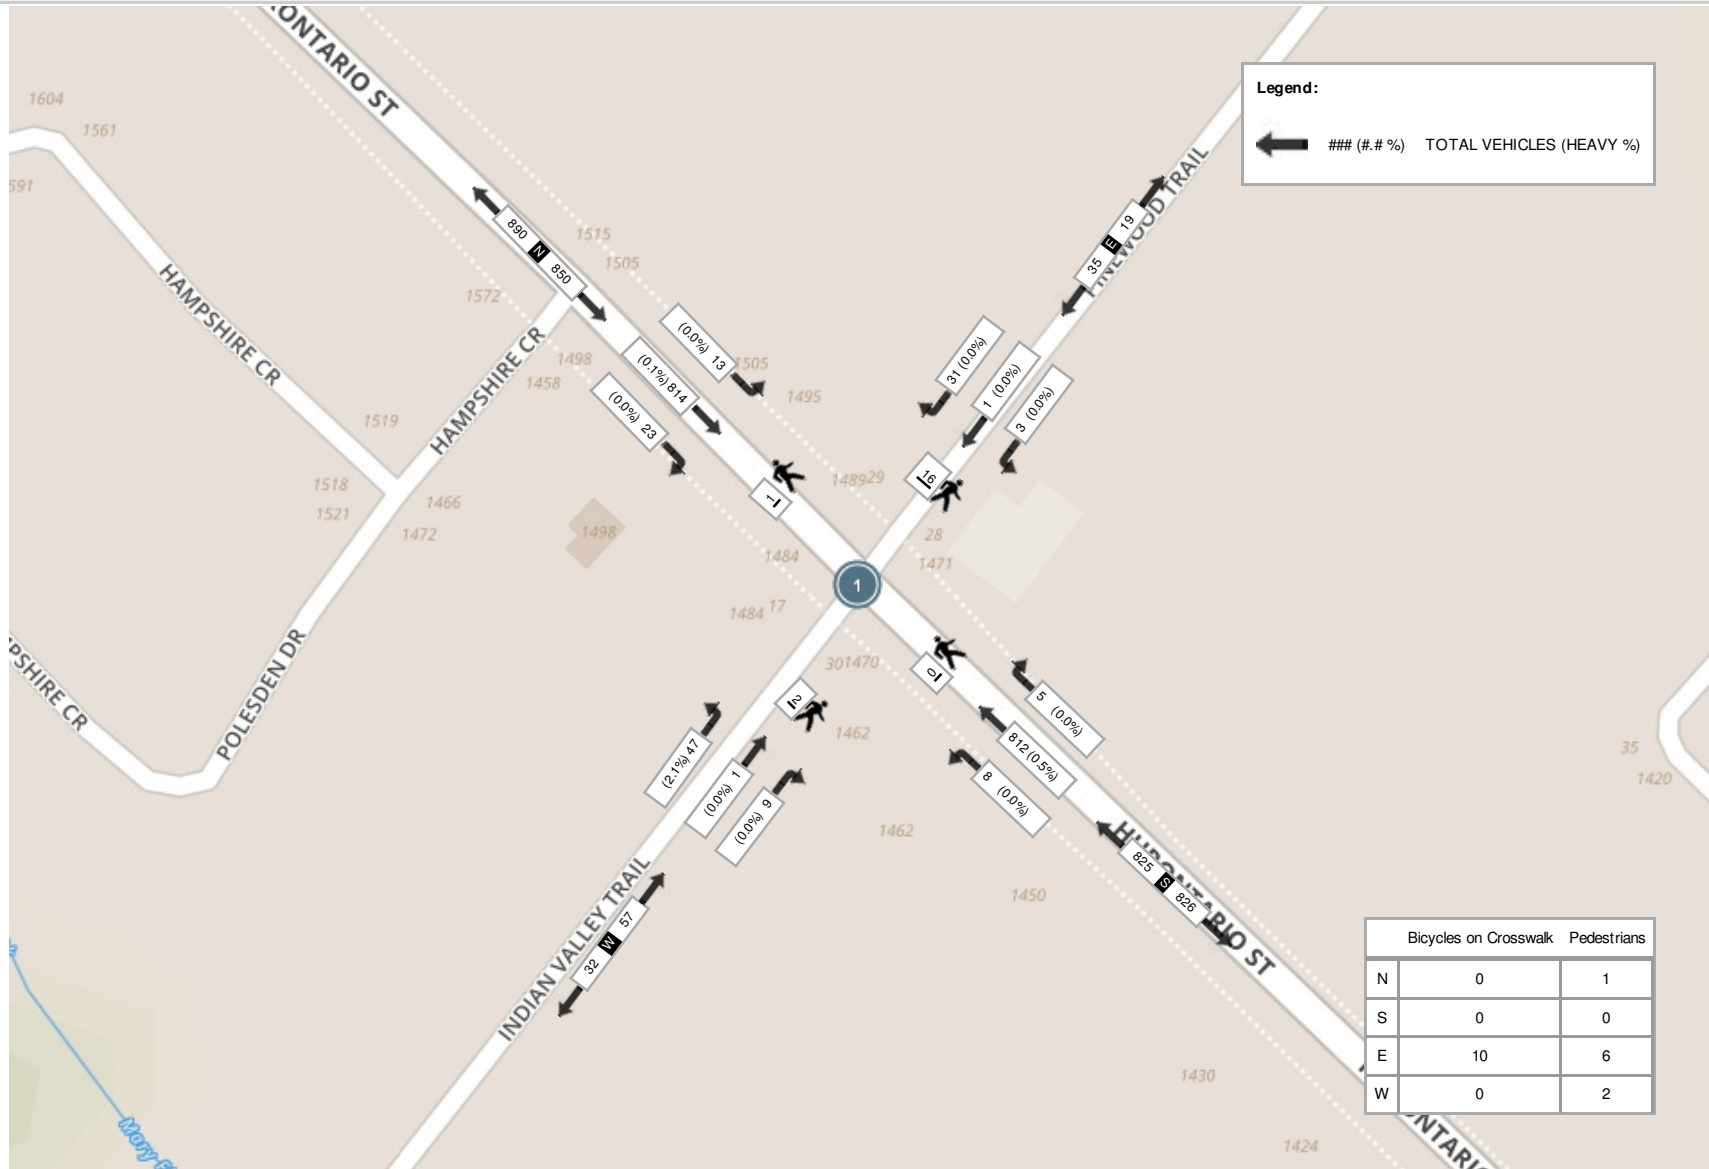 ONTARIO ST
Legend:
### (#.# %) TOTAL VEHICLES (HEAVY %)
1604
1561
591
HAMPSHIRE CR
890 N 850
1515
1505
1572
HAMPSHIRE CR
1498
1458
1519
1518
1521
1466
1472
(0.0%) 13
(0.1%) 814
(0.0%) 23
1505
1495
1498
1484
1
1489 29
35 E 19
31 (0.0%)
1 (0.0%)
3 (0.0%)
16
28
1471
1
1484 17
30 1470
0
2
1462
5 (0.0%)
812 (0.5%)
8 (0.0%)
(2.1%) 47
(0.0%) 1
(0.0%) 9
1462
POLESDEN DR
PSHIRE CR
INDIAN VALLEY TRAIL
32 W 57
HURONTARIO ST
825 S 826
1450
35
1420
1430
1424
Bicycles on Crosswalk Pedestrians
N 0 1
S 0 0
E 10 6
W 0 2
ONTARIO